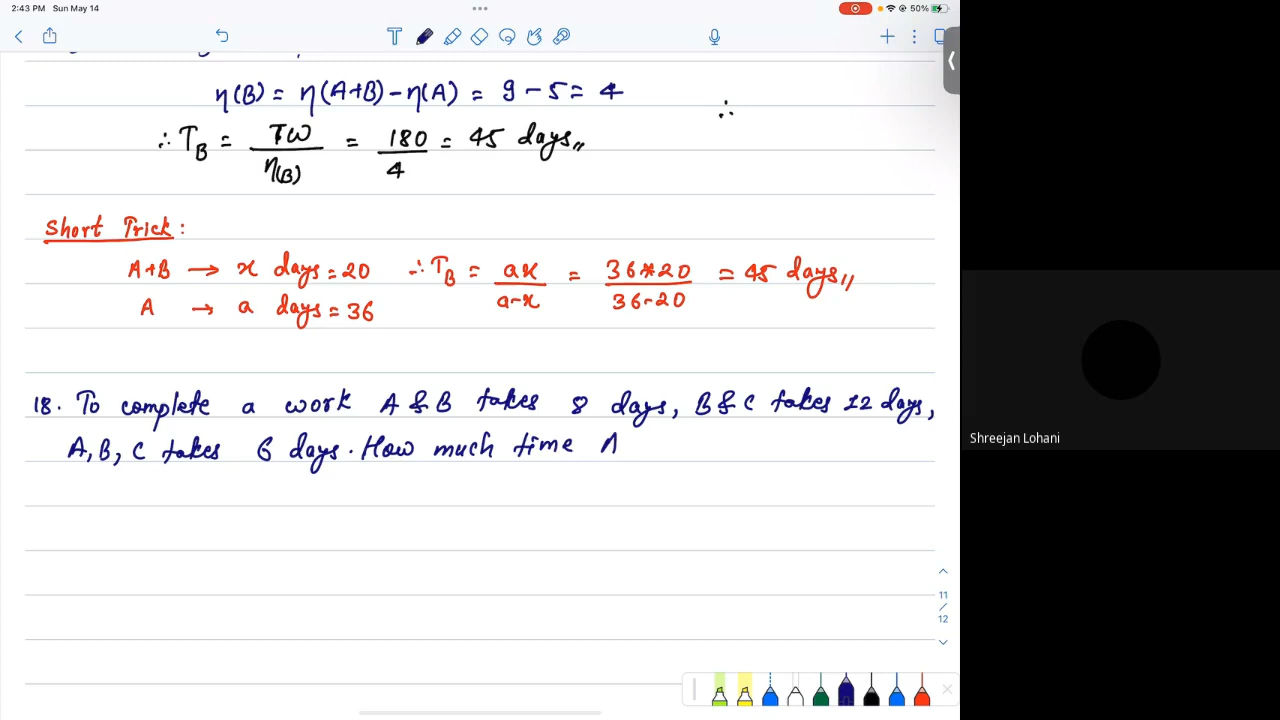 2:43 PM Sun May 14
50%
η(B) = η(A+B) - η(A) = 9 - 5 = 4
∴
∴ T_B = TW / η(B) = 180 / 4 = 45 days,,
Short Trick :
A+B → x days = 20 ∴ T_B = ax / a-x = 36*20 / 36-20 = 45 days,,
A → a days = 36
18. To complete a work A & B takes 8 days, B & C takes 12 days,
A, B, C takes 6 days. How much time A
Shreejan Lohani
11
/
12